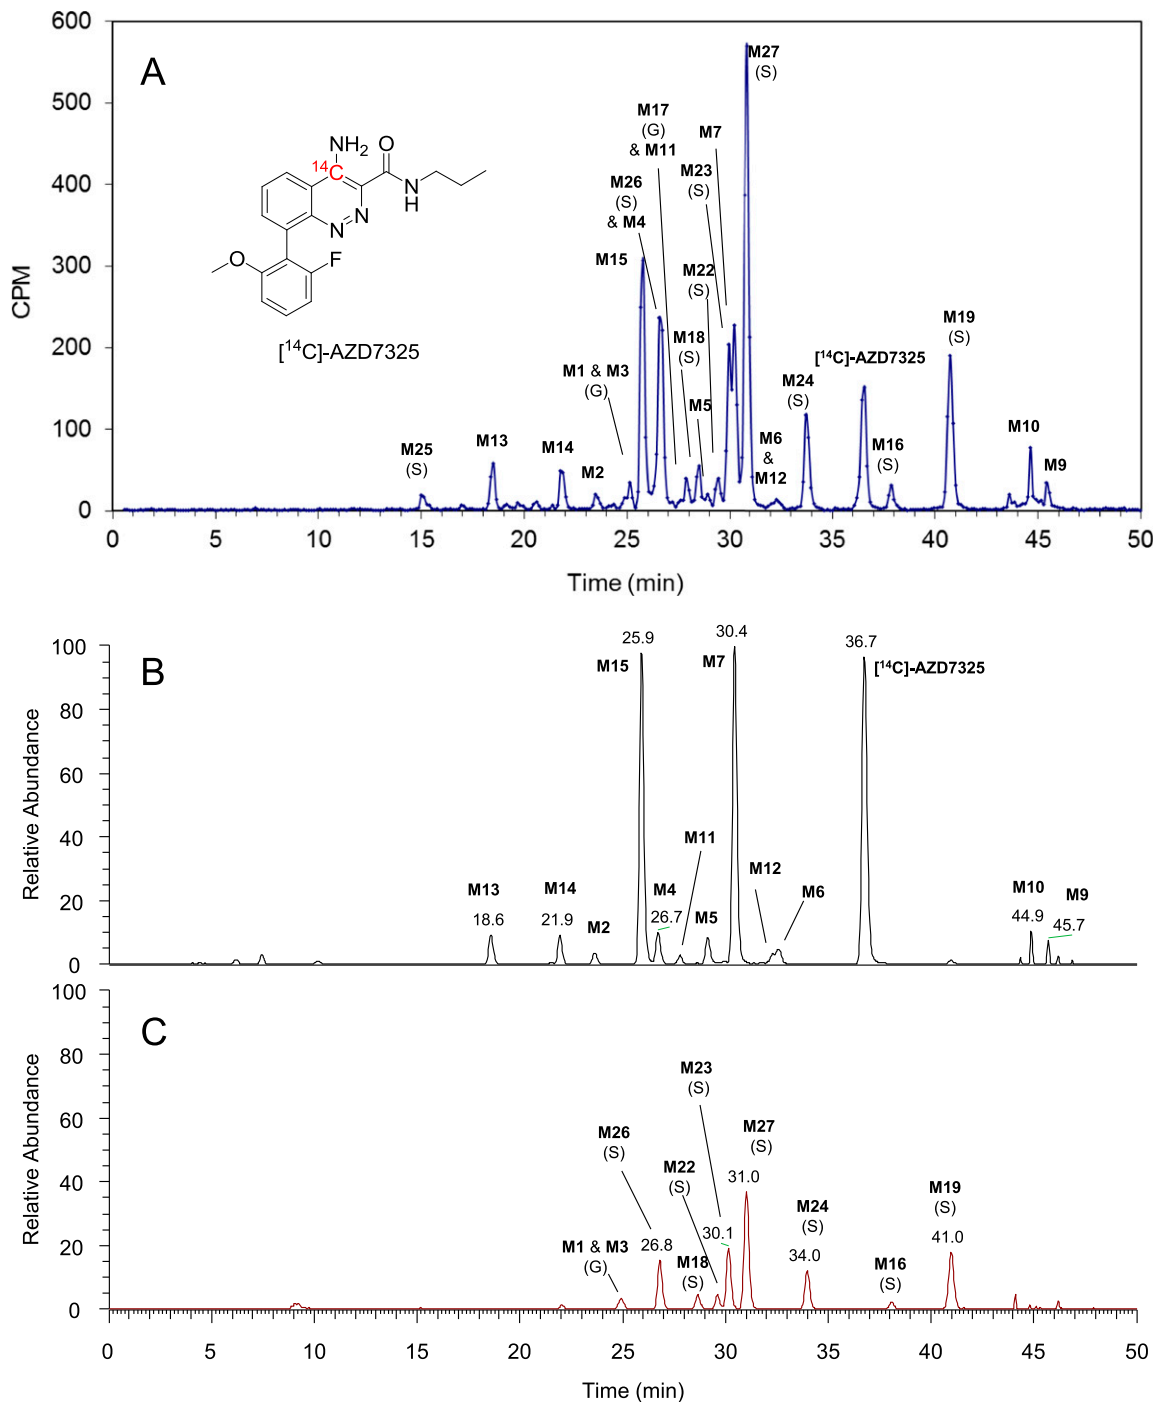 A
600
500
400
300
200
100
0
CPM
NH2
O
14C
N
H
N
N
O
F
[14C]-AZD7325
M25
(S)
M13
M14
M2
M1 & M3
(G)
M15
M26
(S)
& M4
M17
(G)
& M11
M18
(S)
M5
M22
(S)
M23
(S)
M7
M27
(S)
M6
&
M12
M24
(S)
[14C]-AZD7325
M16
(S)
M19
(S)
M10
M9
0 5 10 15 20 25 30 35 40 45 50
Time (min)
B
100
80
60
40
20
0
Relative Abundance
M13
18.6
M14
21.9
M2
M15
25.9
M4
26.7
M11
M5
M7
30.4
M12
M6
36.7
[14C]-AZD7325
M10
44.9
M9
45.7
C
100
80
60
40
20
0
Relative Abundance
M1 & M3
(G)
M26
(S)
26.8
M18
(S)
M22
(S)
M23
(S)
30.1
M27
(S)
31.0
M24
(S)
34.0
M16
(S)
M19
(S)
41.0
0 5 10 15 20 25 30 35 40 45 50
Time (min)